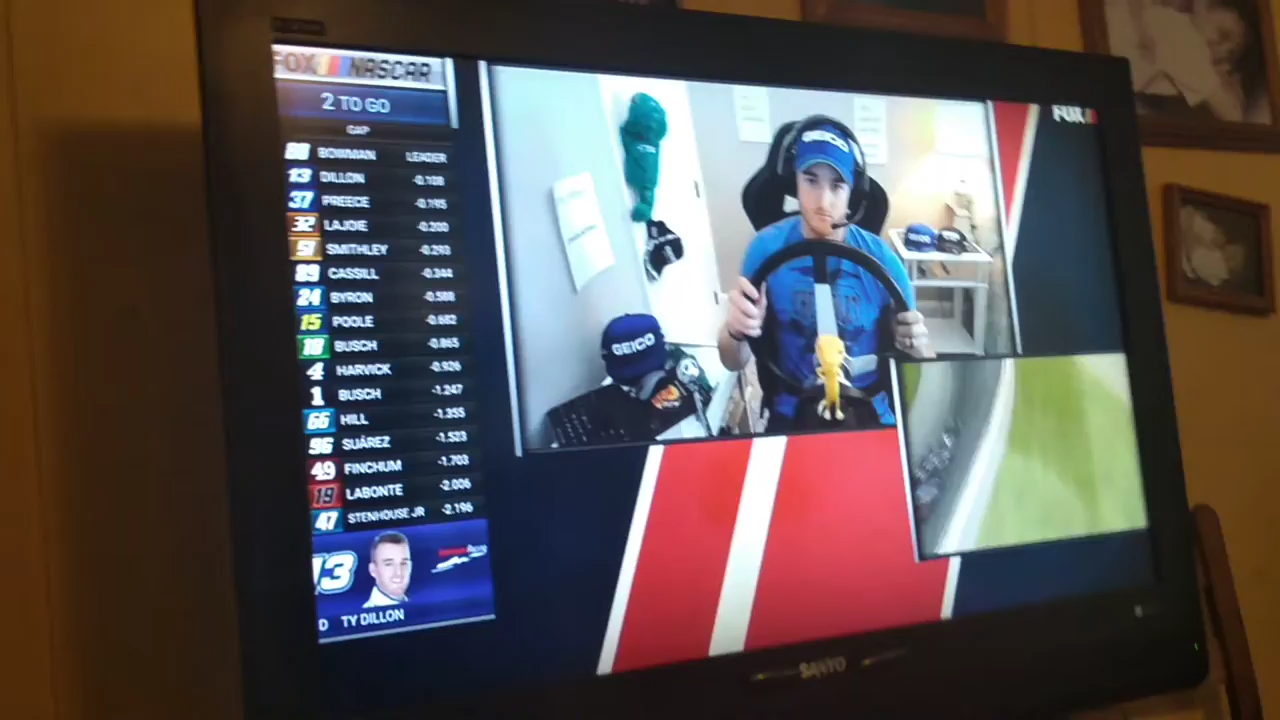 FOX NASCAR
2 TO GO
GAP
88 BOWMAN LEADER
13 DILLON -0.108
37 PREECE -0.195
32 LAJOIE -0.200
51 SMITHLEY -0.293
89 CASSILL -0.344
24 BYRON -0.588
15 POOLE -0.682
18 BUSCH -0.865
4 HARVICK -0.926
1 BUSCH -1.247
66 HILL -1.355
96 SUÁREZ -1.523
49 FINCHUM -1.703
19 LABONTE -2.006
47 STENHOUSE JR -2.196
13
D TY DILLON
FOX
GEICO
GEICO
SANYO